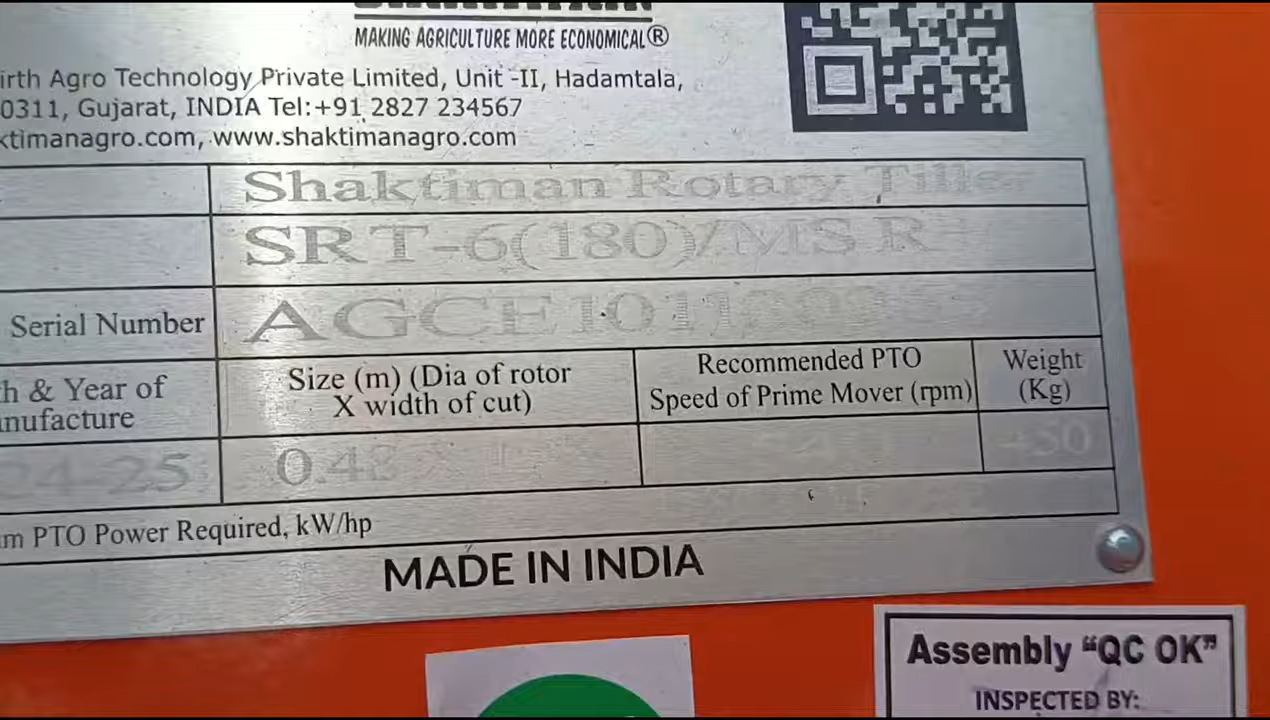 MAKING AGRICULTURE MORE ECONOMICAL®
irth Agro Technology Private Limited, Unit -II, Hadamtala,
0311, Gujarat, INDIA Tel:+91 2827 234567
ktimanagro.com, www.shaktimanagro.com
Shaktiman Rotary Tiller
SRT-6(180)/MS R
Serial Number
h & Year of
nufacture
Size (m) (Dia of rotor
X width of cut)
Recommended PTO
Speed of Prime Mover (rpm)
Weight
(Kg)
24-25
540
m PTO Power Required, kW/hp
MADE IN INDIA
Assembly “QC OK”
INSPECTED BY: